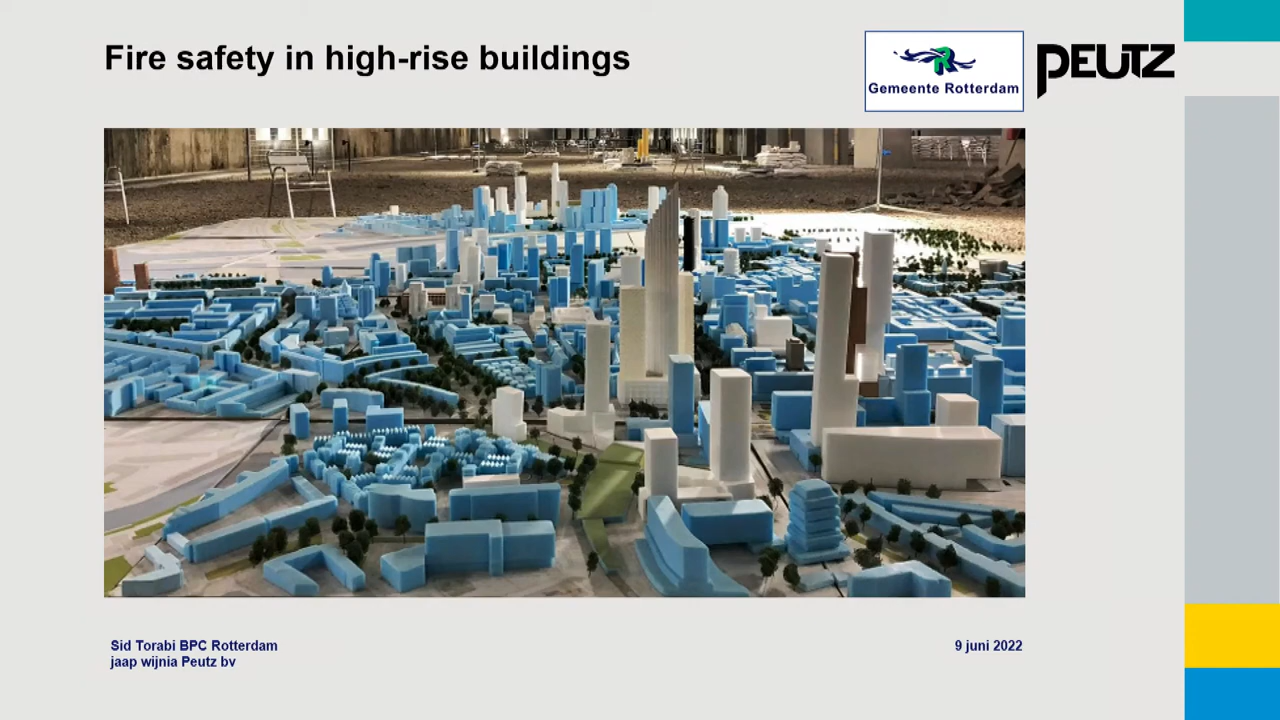 Fire safety in high-rise buildings
Gemeente Rotterdam
PEUTZ
Sid Torabi BPC Rotterdam
jaap wijnia Peutz bv
9 juni 2022